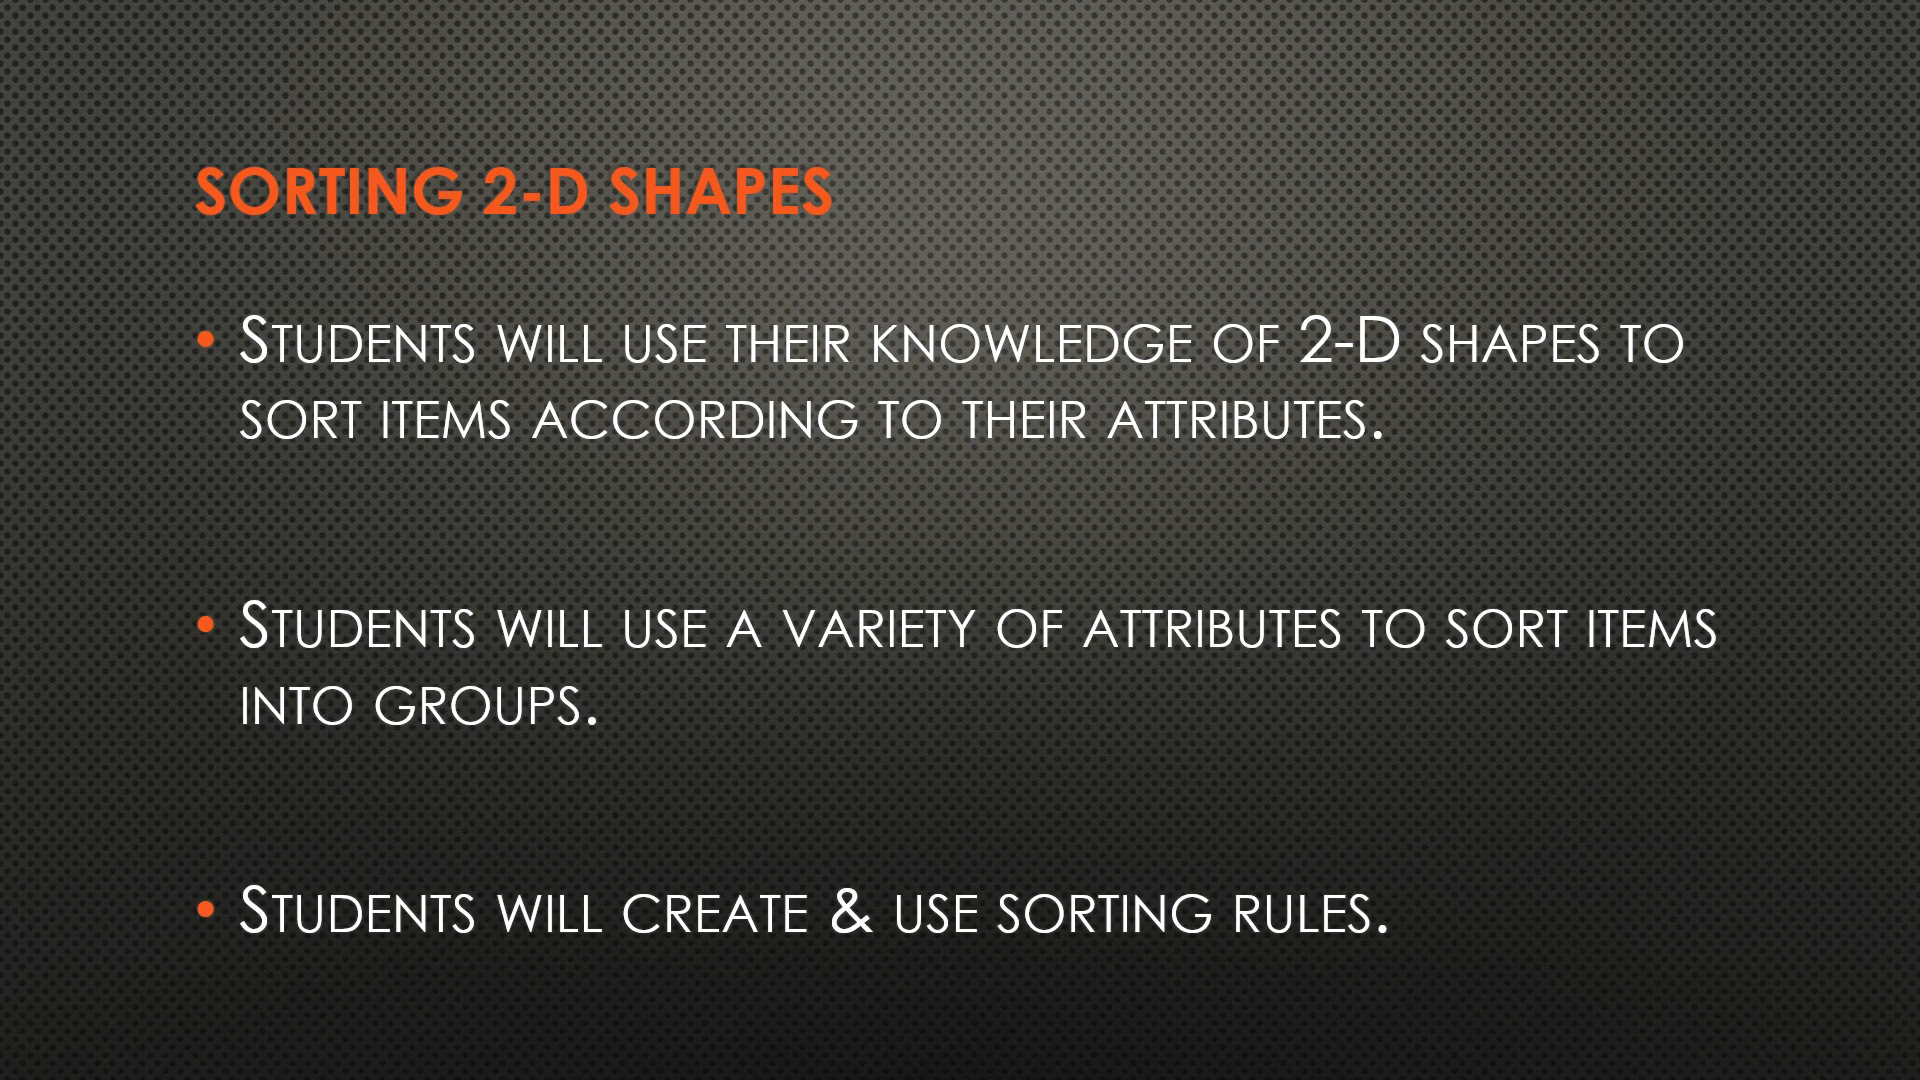 SORTING 2-D SHAPES
• STUDENTS WILL USE THEIR KNOWLEDGE OF 2-D SHAPES TO
SORT ITEMS ACCORDING TO THEIR ATTRIBUTES.
• STUDENTS WILL USE A VARIETY OF ATTRIBUTES TO SORT ITEMS
INTO GROUPS.
• STUDENTS WILL CREATE & USE SORTING RULES.